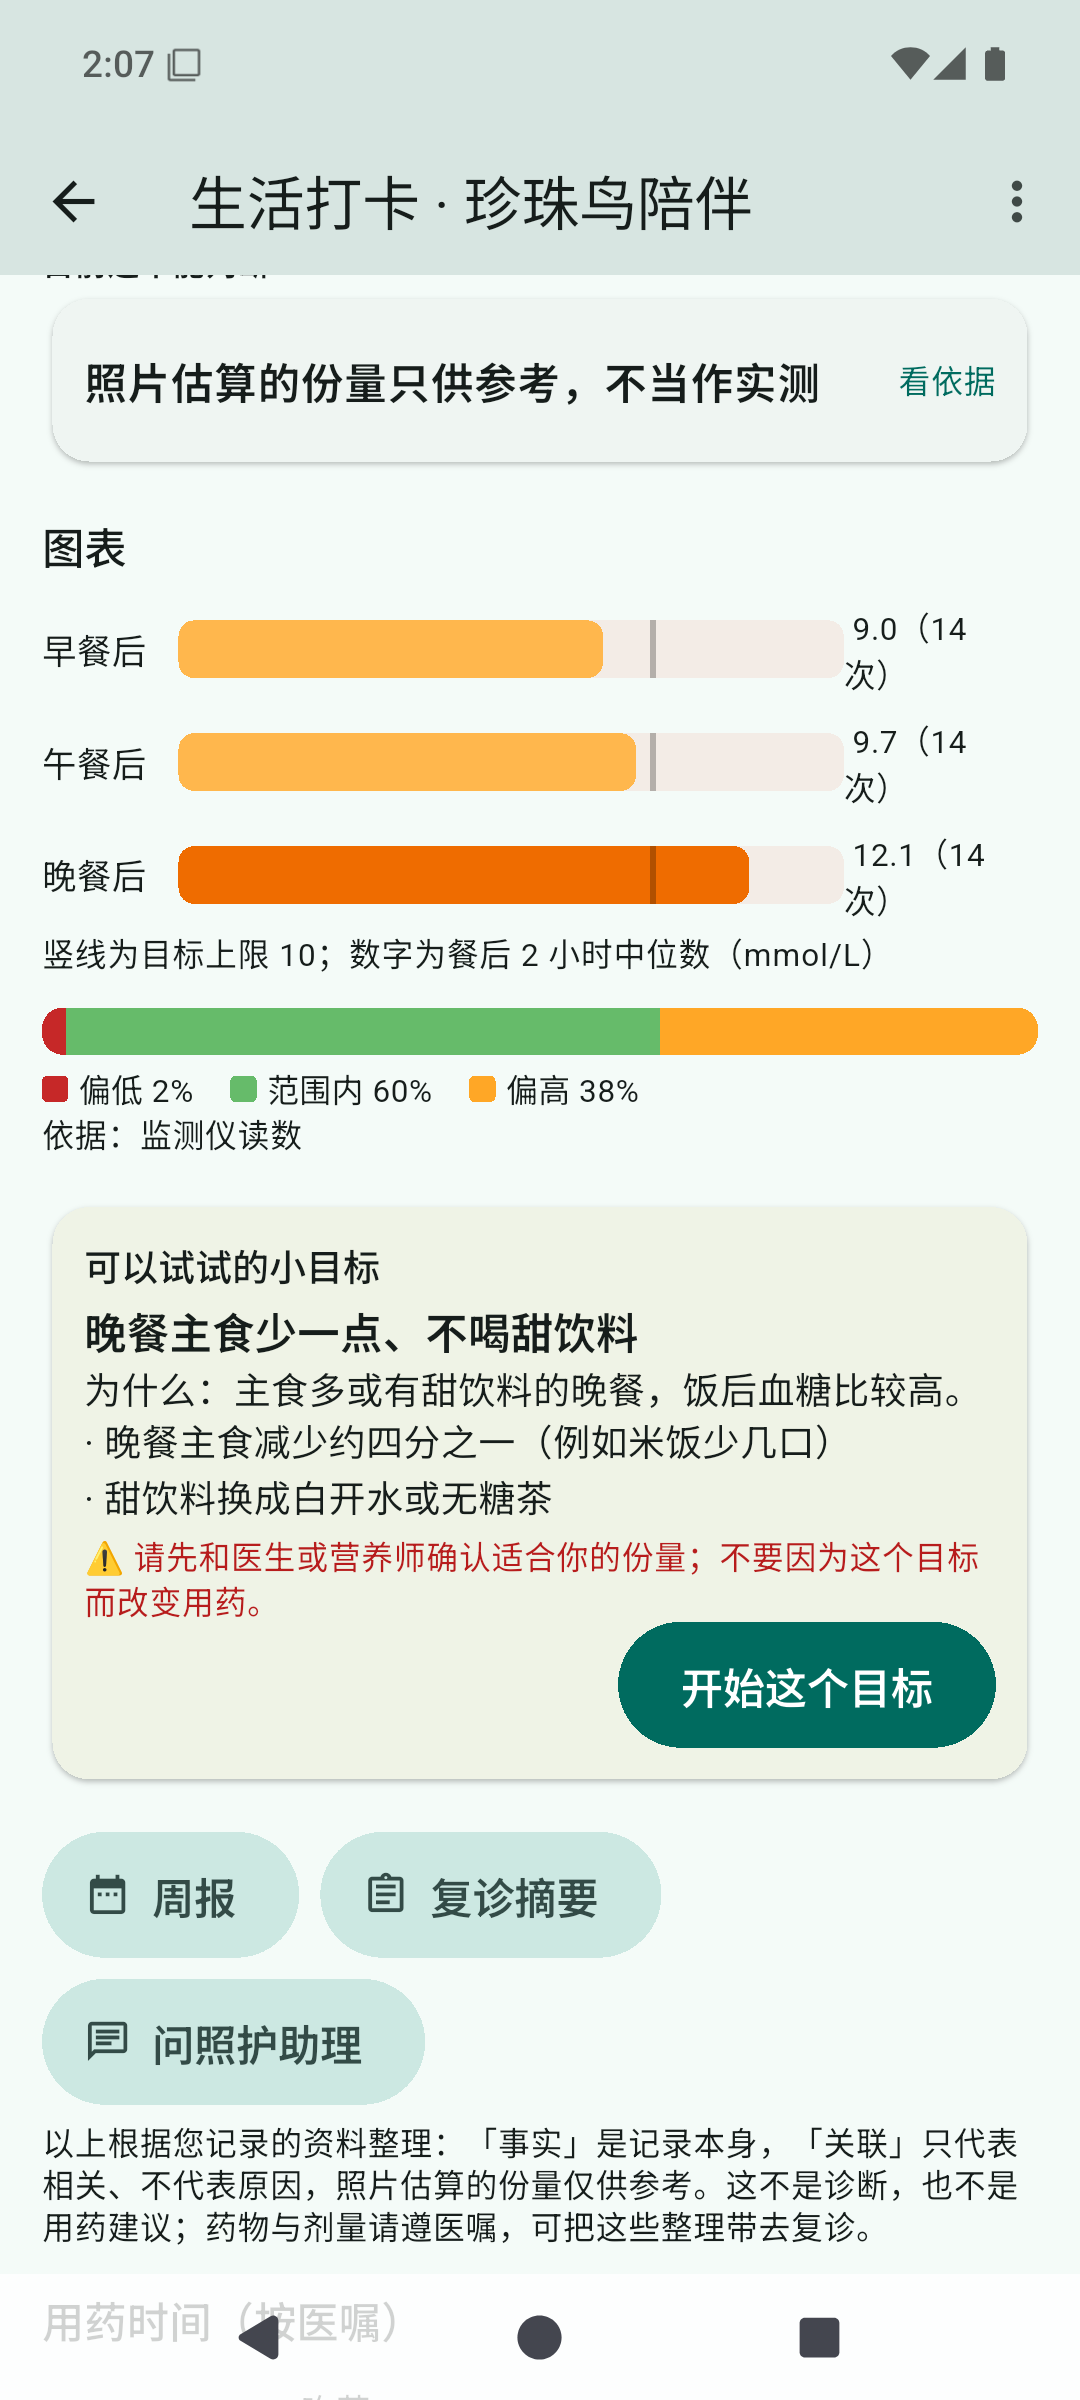 2:07
生活打卡 · 珍珠鸟陪伴
照片估算的份量只供参考，不当作实测
看依据
图表
早餐后
9.0（14
次）
午餐后
9.7（14
次）
晚餐后
12.1（14
次）
竖线为目标上限 10；数字为餐后 2 小时中位数（mmol/L）
偏低 2% 范围内 60% 偏高 38%
依据：监测仪读数
可以试试的小目标
晚餐主食少一点、不喝甜饮料
为什么：主食多或有甜饮料的晚餐，饭后血糖比较高。
· 晚餐主食减少约四分之一（例如米饭少几口）
· 甜饮料换成白开水或无糖茶
⚠️ 请先和医生或营养师确认适合你的份量；不要因为这个目标
而改变用药。
开始这个目标
周报
复诊摘要
问照护助理
以上根据您记录的资料整理：「事实」是记录本身，「关联」只代表
相关、不代表原因，照片估算的份量仅供参考。这不是诊断，也不是
用药建议；药物与剂量请遵医嘱，可把这些整理带去复诊。
用药时间（按医嘱）